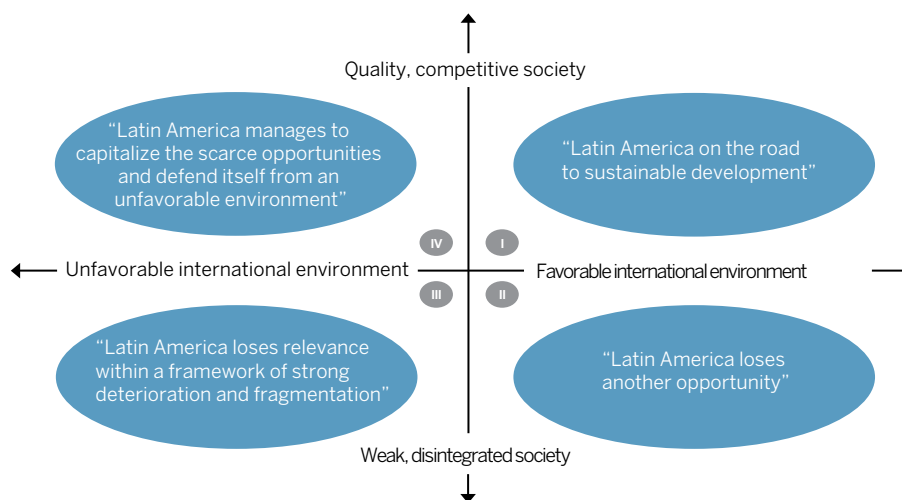 Quality, competitive society
“Latin America manages to
capitalize the scarce opportunities
and defend itself from an
unfavorable environment”
“Latin America on the road
to sustainable development”
IV
I
Unfavorable international environment
Favorable international environment
III
II
“Latin America loses relevance
within a framework of strong
deterioration and fragmentation”
“Latin America loses
another opportunity”
Weak, disintegrated society